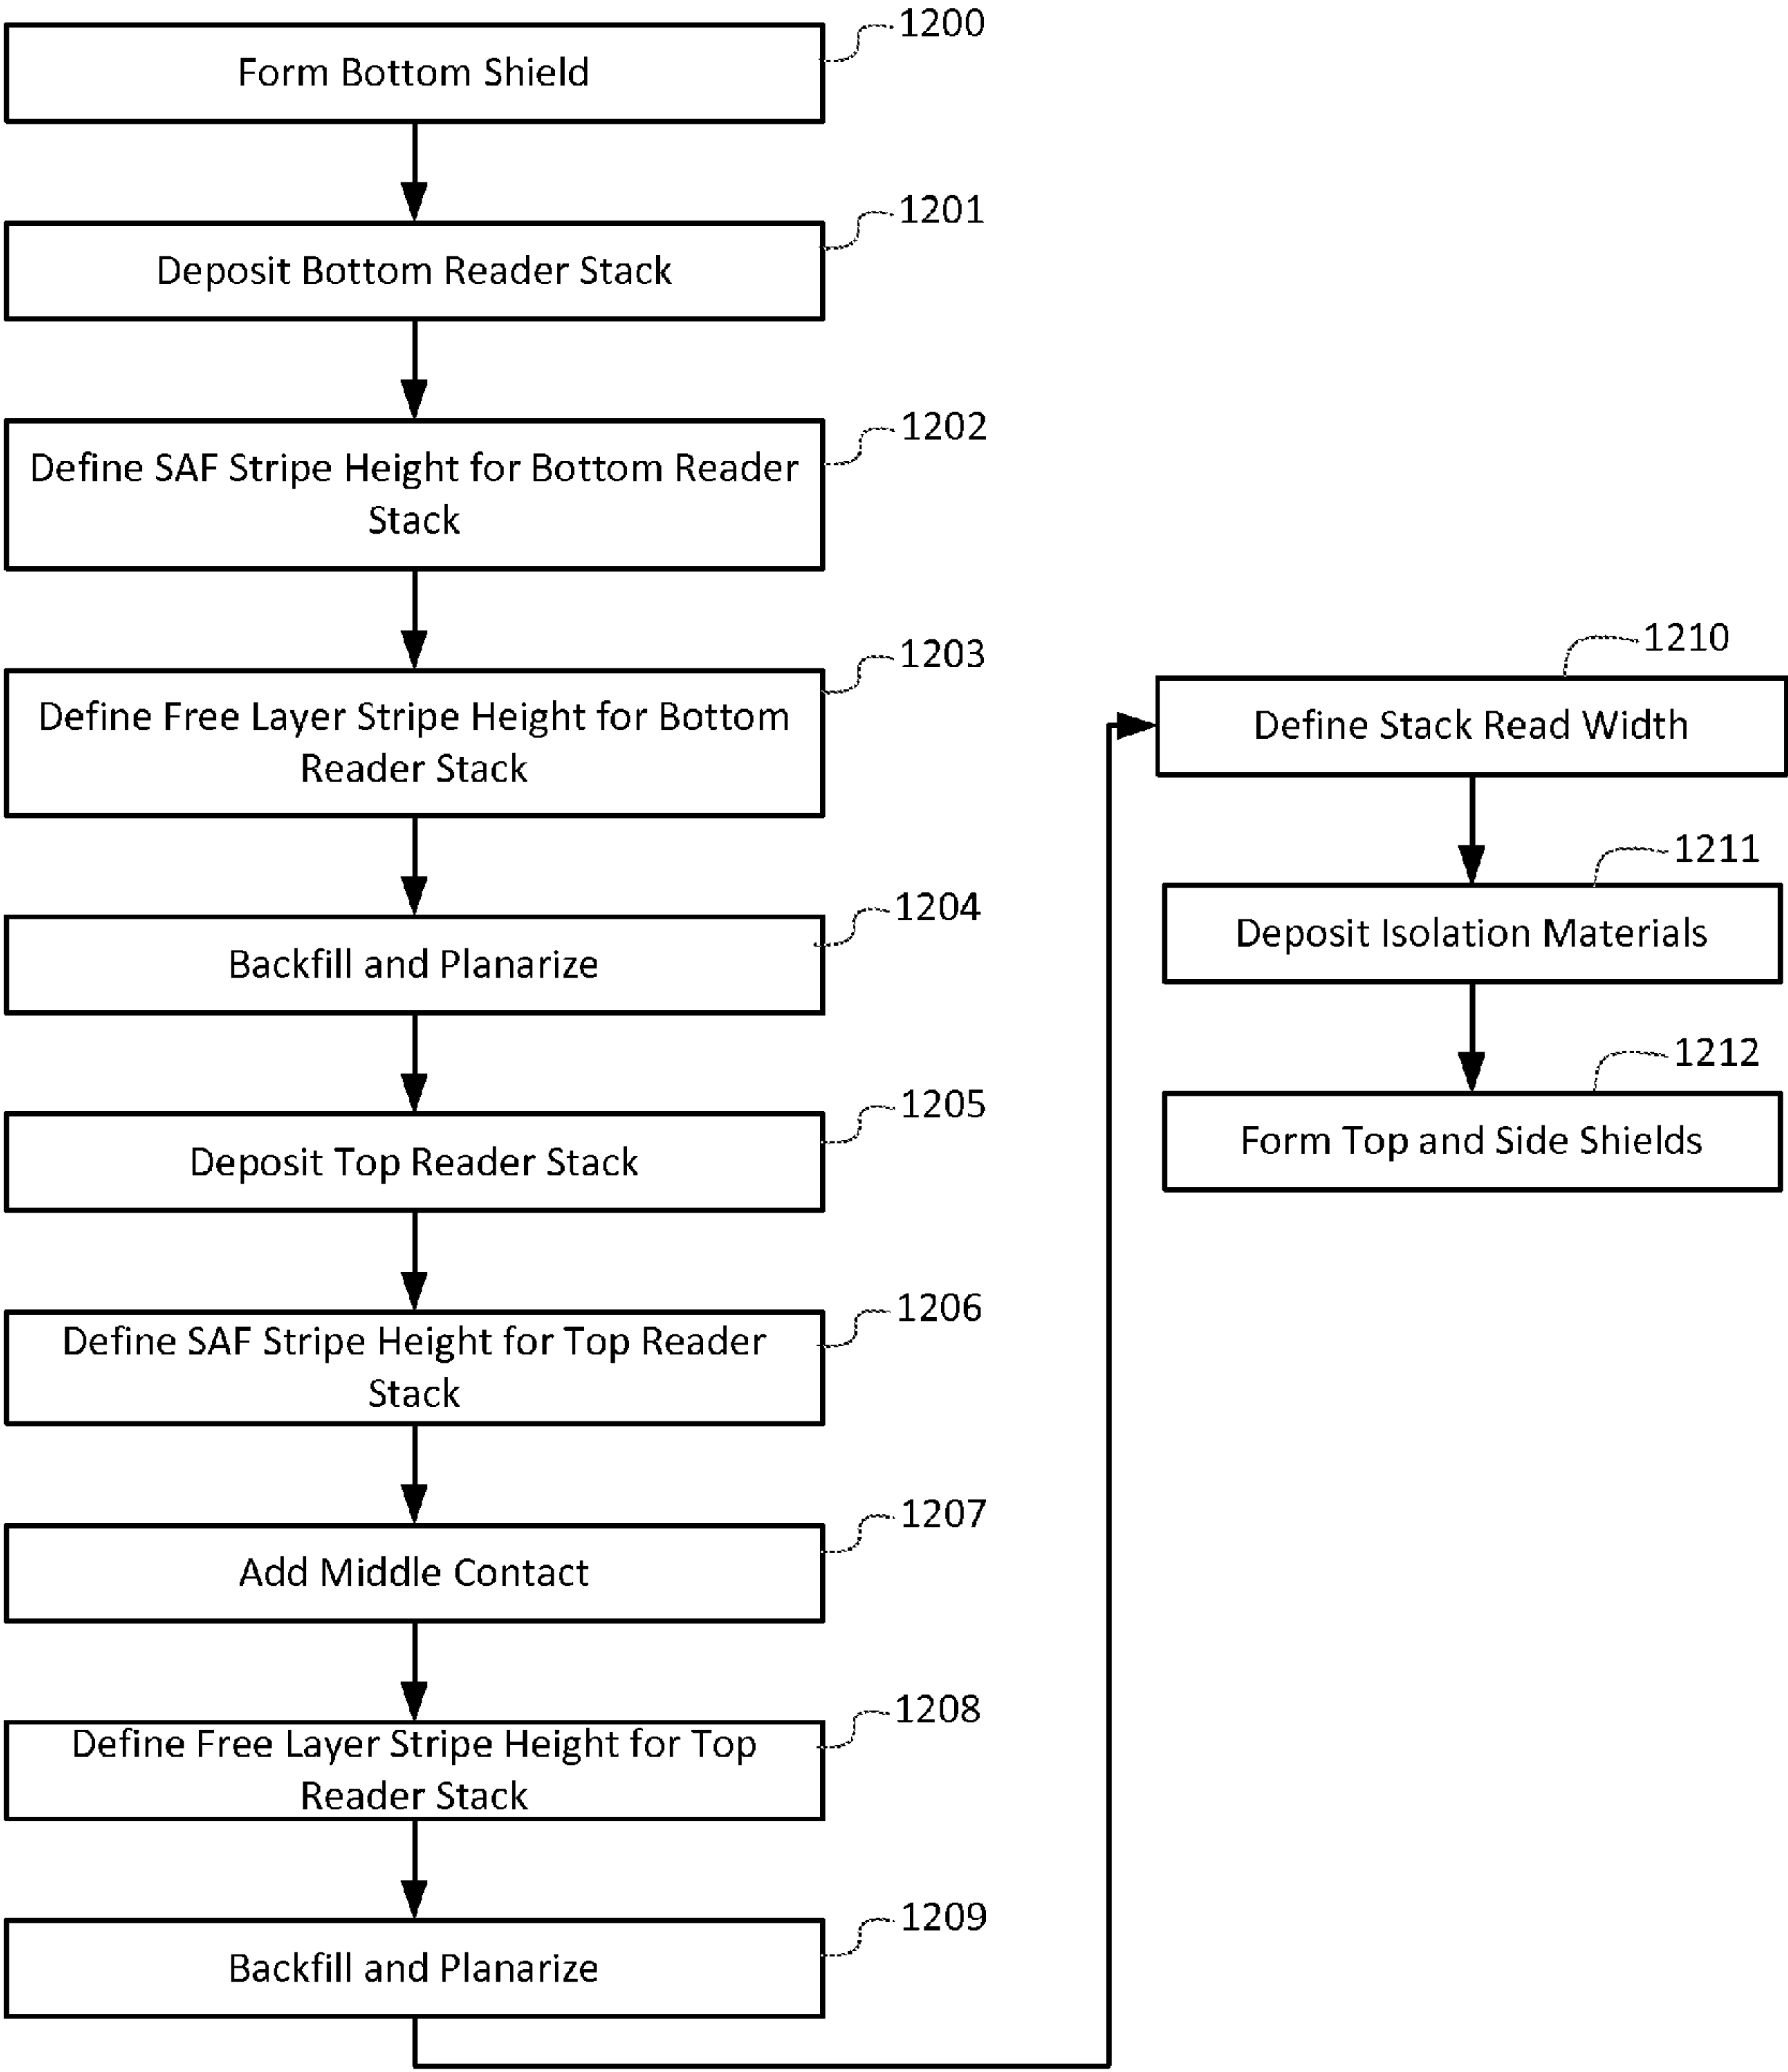 1200
Form Bottom Shield
1201
Deposit Bottom Reader Stack
1202
Define SAF Stripe Height for Bottom Reader
Stack
1203
Define Free Layer Stripe Height for Bottom
Reader Stack
1204
Backfill and Planarize
1205
Deposit Top Reader Stack
1206
Define SAF Stripe Height for Top Reader
Stack
1207
Add Middle Contact
1208
Define Free Layer Stripe Height for Top
Reader Stack
1209
Backfill and Planarize
1210
Define Stack Read Width
1211
Deposit Isolation Materials
1212
Form Top and Side Shields